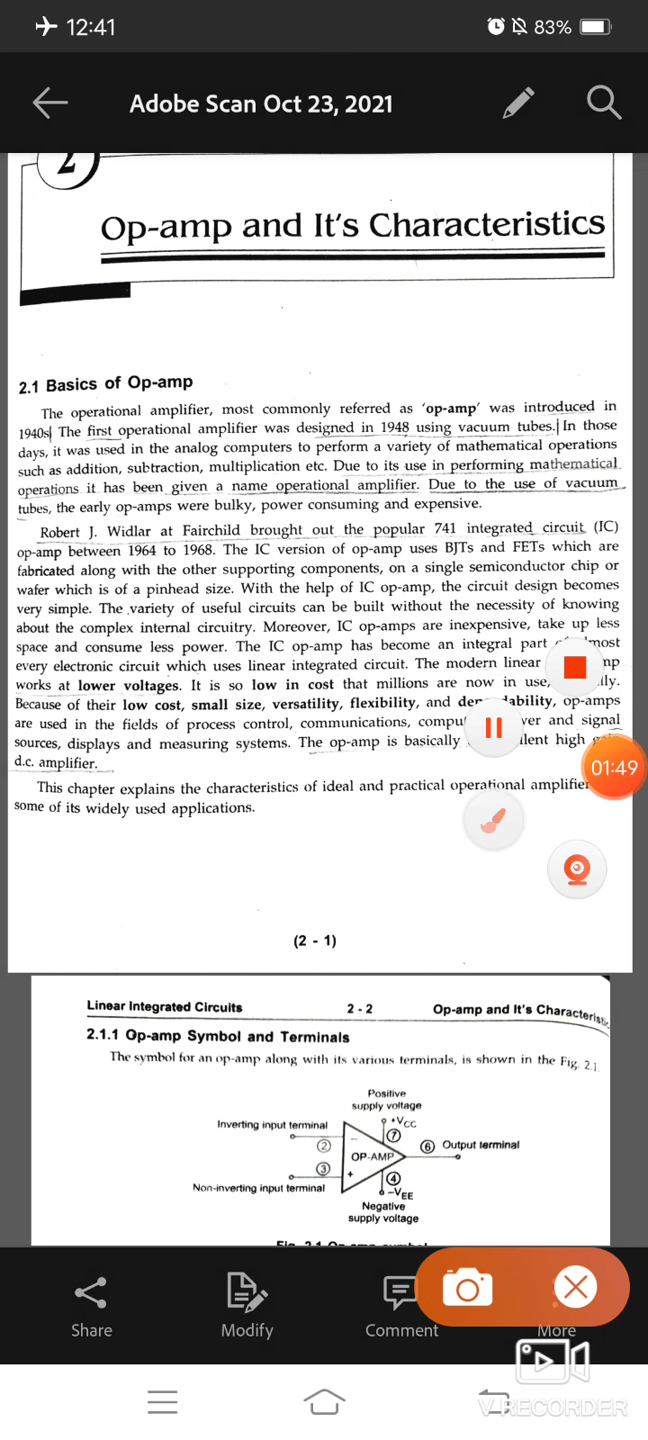 12:41
83%
Adobe Scan Oct 23, 2021
2
Op-amp and It's Characteristics
2.1 Basics of Op-amp
The operational amplifier, most commonly referred as 'op-amp' was introduced in
1940s. The first operational amplifier was designed in 1948 using vacuum tubes. In those
days, it was used in the analog computers to perform a variety of mathematical operations
such as addition, subtraction, multiplication etc. Due to its use in performing mathematical
operations it has been given a name operational amplifier. Due to the use of vacuum
tubes, the early op-amps were bulky, power consuming and expensive.
Robert J. Widlar at Fairchild brought out the popular 741 integrated circuit (IC)
op-amp between 1964 to 1968. The IC version of op-amp uses BJTs and FETs which are
fabricated along with the other supporting components, on a single semiconductor chip or
wafer which is of a pinhead size. With the help of IC op-amp, the circuit design becomes
very simple. The variety of useful circuits can be built without the necessity of knowing
about the complex internal circuitry. Moreover, IC op-amps are inexpensive, take up less
space and consume less power. The IC op-amp has become an integral part most
every electronic circuit which uses linear integrated circuit. The modern linear
works at lower voltages. It is so low in cost that millions are now in use,
Because of their low cost, small size, versatility, flexibility, and op-amps
are used in the fields of process control, communications, and signal
sources, displays and measuring systems. The op-amp is basically high
d.c. amplifier.
01:49
This chapter explains the characteristics of ideal and practical operational
some of its widely used applications.
(2 - 1)
Linear Integrated Circuits 2 - 2 Op-amp and It's
2.1.1 Op-amp Symbol and Terminals
The symbol for an op-amp along with its various terminals, is shown in the Fig. 2.1.
Positive
supply voltage
+VCC
Inverting input terminal
7
2
−
6 Output terminal
OP-AMP
3
+
4
Non-inverting input terminal
-VEE
Negative
supply voltage
Share
Modify
Comment
More
V RECORDER